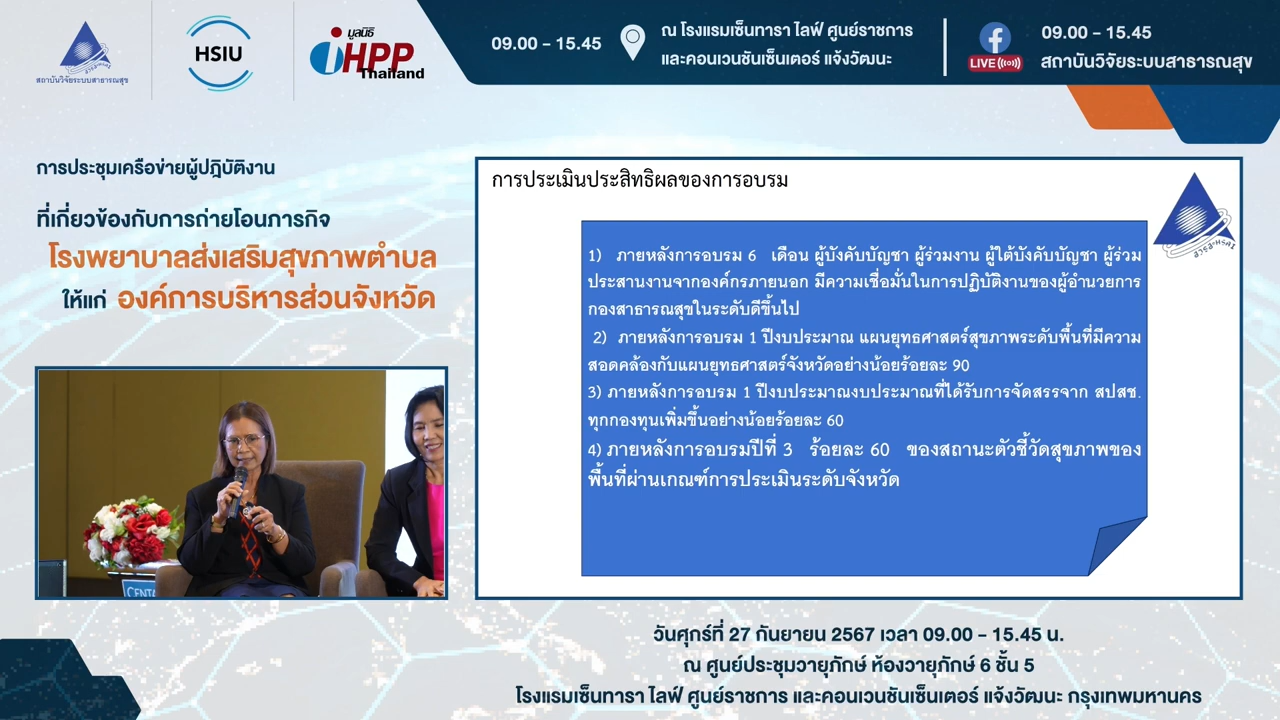 สถาบันวิจัยระบบสาธารณสุข
HSIU
มูลนิธิ
iHPP
Thailand
09.00 - 15.45
ณ โรงแรมเซ็นทารา ไลฟ์ ศูนย์ราชการ
และคอนเวนชันเซ็นเตอร์ แจ้งวัฒนะ
LIVE
09.00 - 15.45
สถาบันวิจัยระบบสาธารณสุข
การประชุมเครือข่ายผู้ปฏิบัติงาน
ที่เกี่ยวข้องกับการถ่ายโอนภารกิจ
โรงพยาบาลส่งเสริมสุขภาพตำบล
ให้แก่ องค์การบริหารส่วนจังหวัด
CENTA
การประเมินประสิทธิผลของการอบรม
สวรส•HSRI
1) ภายหลังการอบรม 6 เดือน ผู้บังคับบัญชา ผู้ร่วมงาน ผู้ใต้บังคับบัญชา ผู้ร่วม
ประสานงานจากองค์กรภายนอก มีความเชื่อมั่นในการปฏิบัติงานของผู้อำนวยการ
กองสาธารณสุขในระดับดีขึ้นไป
2) ภายหลังการอบรม 1 ปีงบประมาณ แผนยุทธศาสตร์สุขภาพระดับพื้นที่มีความ
สอดคล้องกับแผนยุทธศาสตร์จังหวัดอย่างน้อยร้อยละ 90
3) ภายหลังการอบรม 1 ปีงบประมาณงบประมาณที่ได้รับการจัดสรรจาก สปสช.
ทุกกองทุนเพิ่มขึ้นอย่างน้อยร้อยละ 60
4) ภายหลังการอบรมปีที่ 3 ร้อยละ 60 ของสถานะตัวชี้วัดสุขภาพของ
พื้นที่ผ่านเกณฑ์การประเมินระดับจังหวัด
วันศุกร์ที่ 27 กันยายน 2567 เวลา 09.00 - 15.45 น.
ณ ศูนย์ประชุมวายุภักษ์ ห้องวายุภักษ์ 6 ชั้น 5
โรงแรมเซ็นทารา ไลฟ์ ศูนย์ราชการ และคอนเวนชันเซ็นเตอร์ แจ้งวัฒนะ กรุงเทพมหานคร